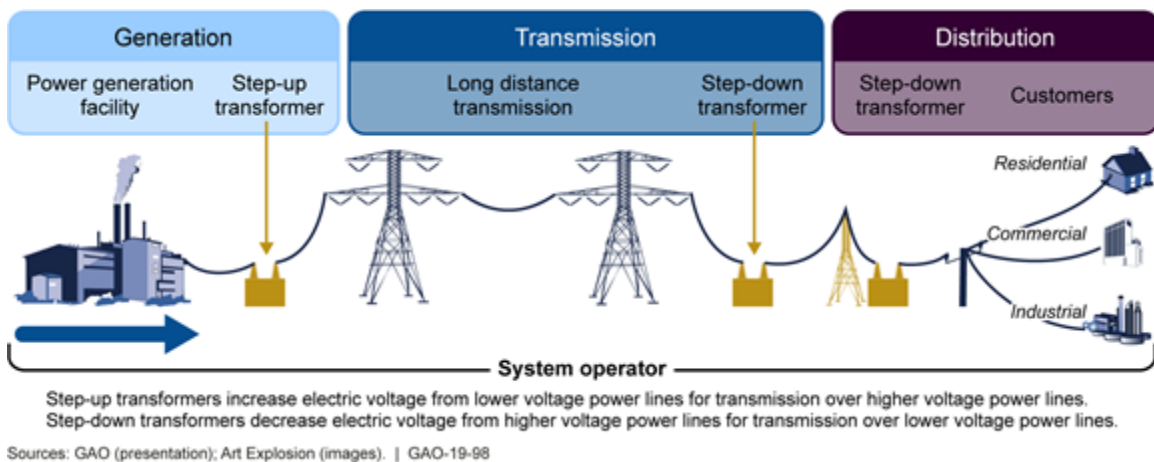 Generation
Transmission
Distribution
Power generation
facility
Step-up
transformer
Long distance
transmission
Step-down
transformer
Step-down
transformer
Customers
Residential
Commercial
Industrial
System operator
Step-up transformers increase electric voltage from lower voltage power lines for transmission over higher voltage power lines.
Step-down transformers decrease electric voltage from higher voltage power lines for transmission over lower voltage power lines.
Sources: GAO (presentation); Art Explosion (images). | GAO-19-98